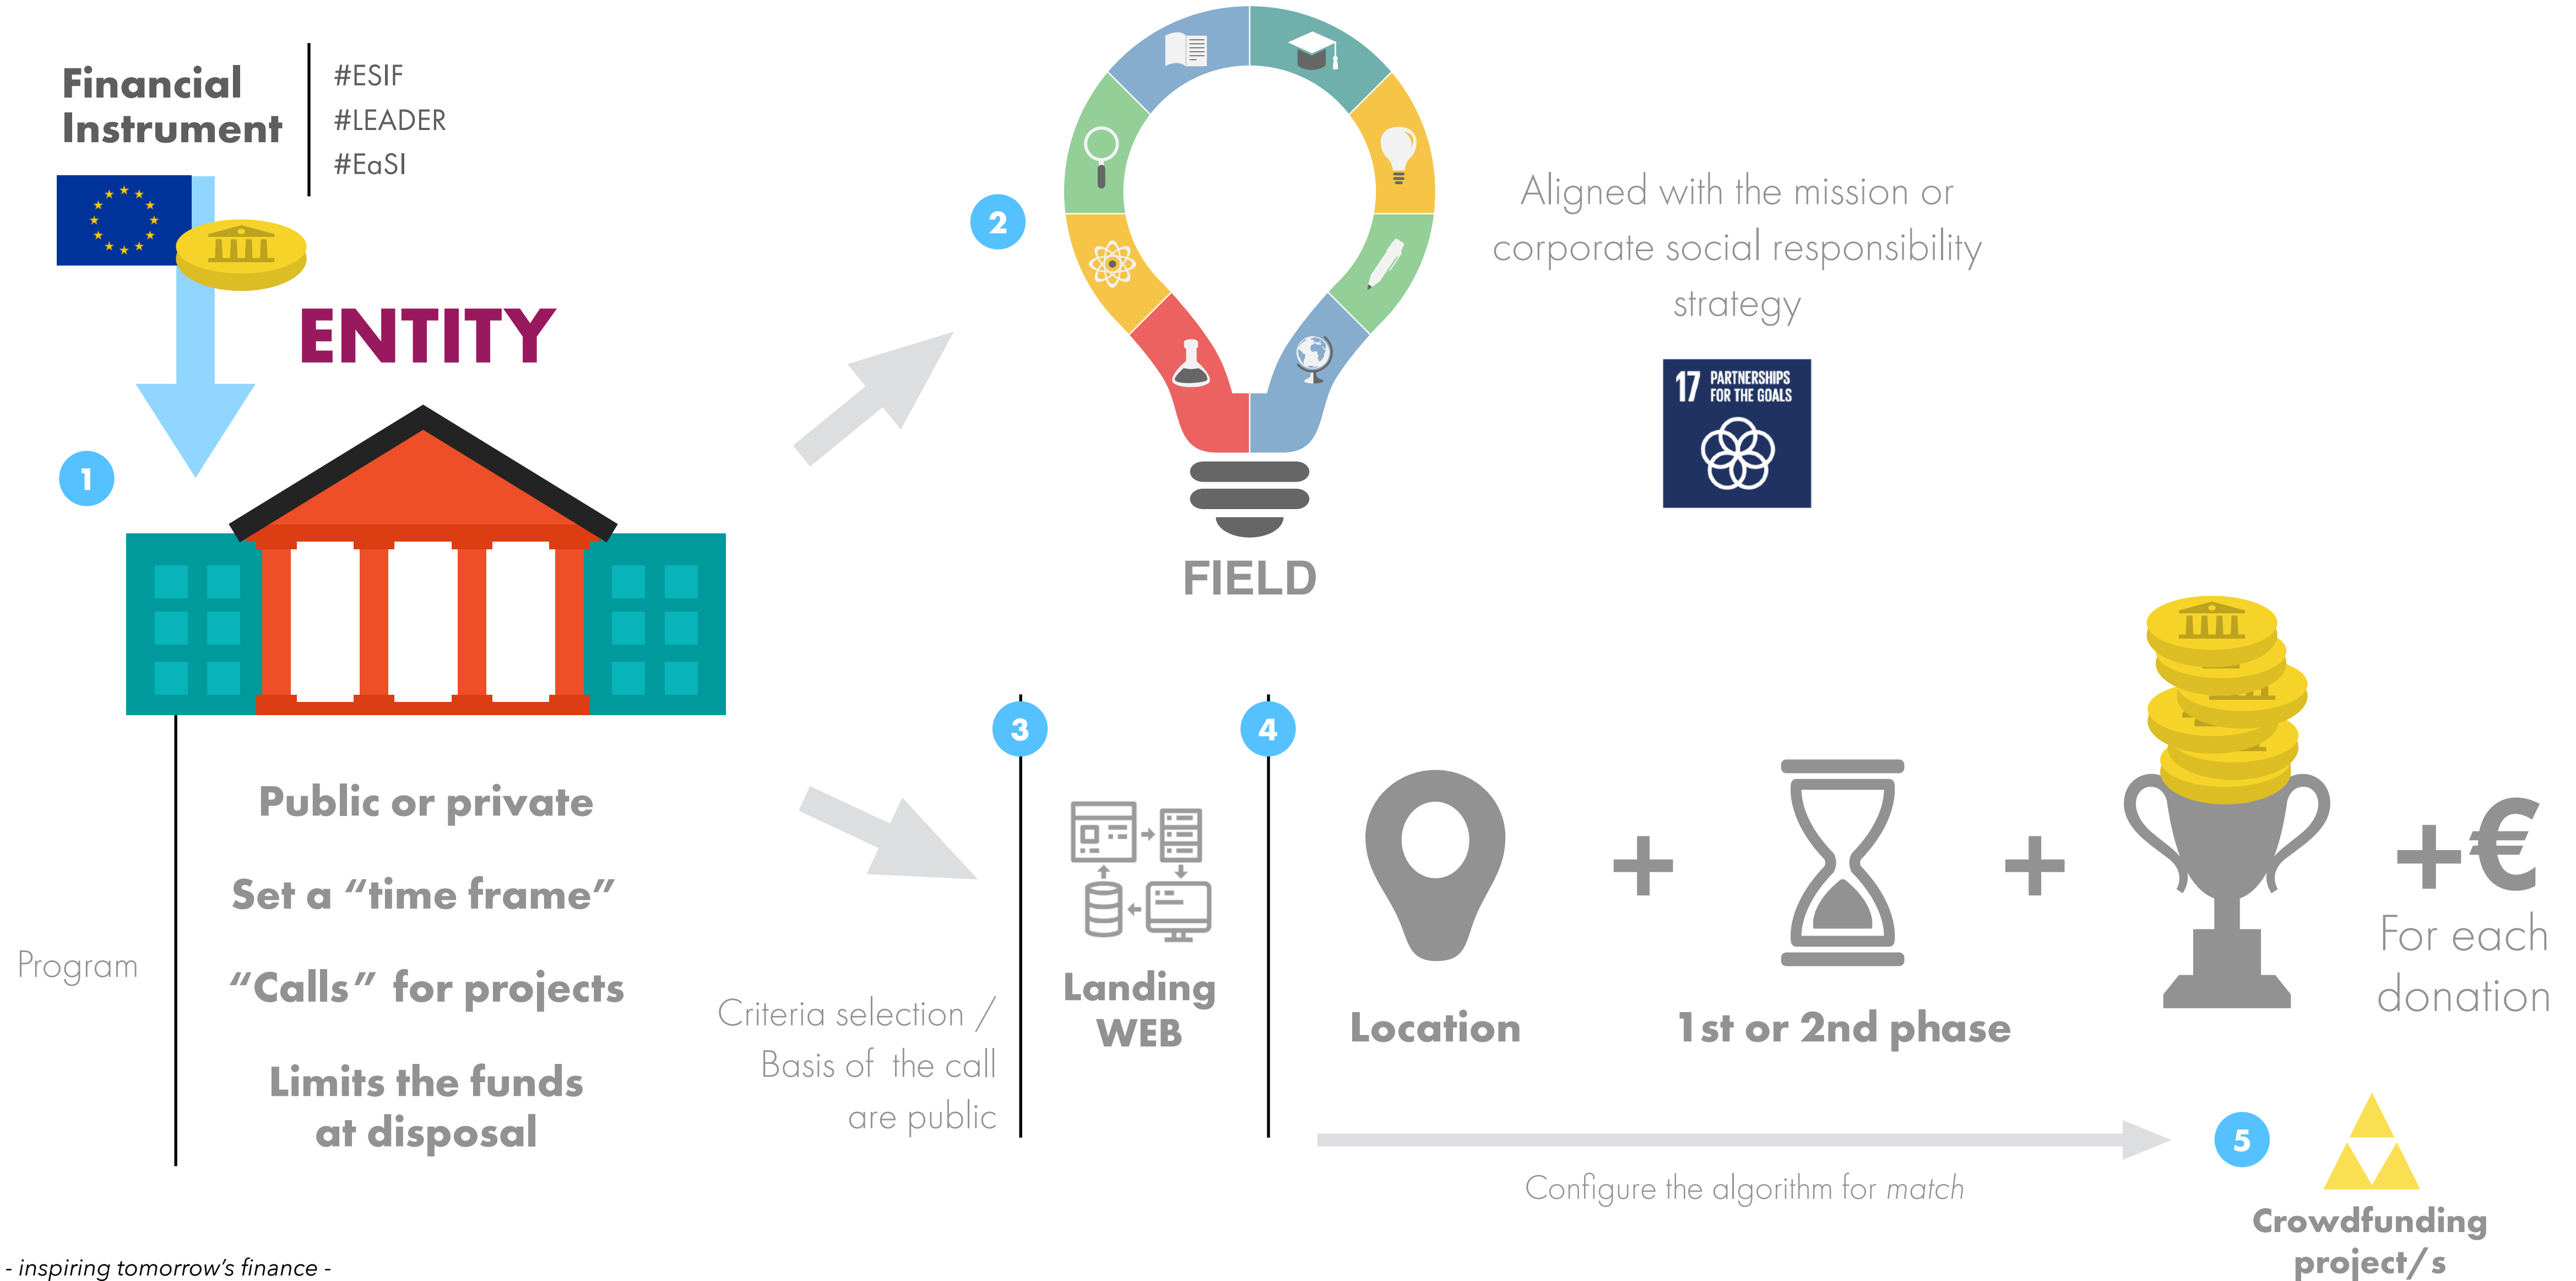 Financial
Instrument
#ESIF
#LEADER
#EaSI
ENTITY
1
2
Aligned with the mission or
corporate social responsibility
strategy
17 PARTNERSHIPS
FOR THE GOALS
FIELD
Program
Public or private
Set a “time frame”
“Calls” for projects
Limits the funds
at disposal
Criteria selection /
Basis of the call
are public
3
Landing
WEB
4
Location
+
1st or 2nd phase
+
+€
For each
donation
Configure the algorithm for match
5
Crowdfunding
project/s
- inspiring tomorrow’s finance -